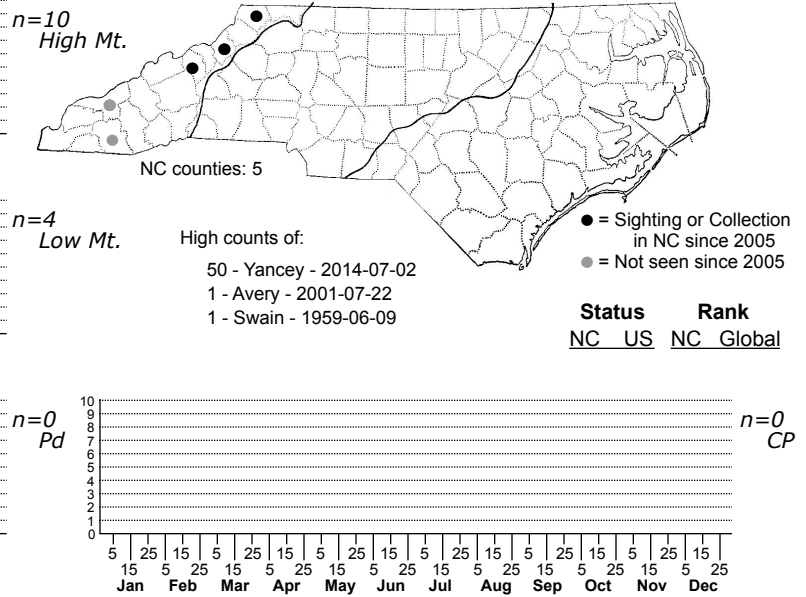 n=10
High Mt.
NC counties: 5
n=4
Low Mt.
High counts of:
50 - Yancey - 2014-07-02
1 - Avery - 2001-07-22
1 - Swain - 1959-06-09
= Sighting or Collection
in NC since 2005
= Not seen since 2005
Status Rank
NC US NC Global
n=0
Pd
n=0
CP
10
9
8
7
6
5
4
3
2
1
0
5 25 15 5 25 15 5 25 15 5 25 15 5 25 15 5 25 15
15 5 25 15 5 25 15 5 25 15 5 25 15 5 25 15 5 25
Jan Feb Mar Apr May Jun Jul Aug Sep Oct Nov Dec